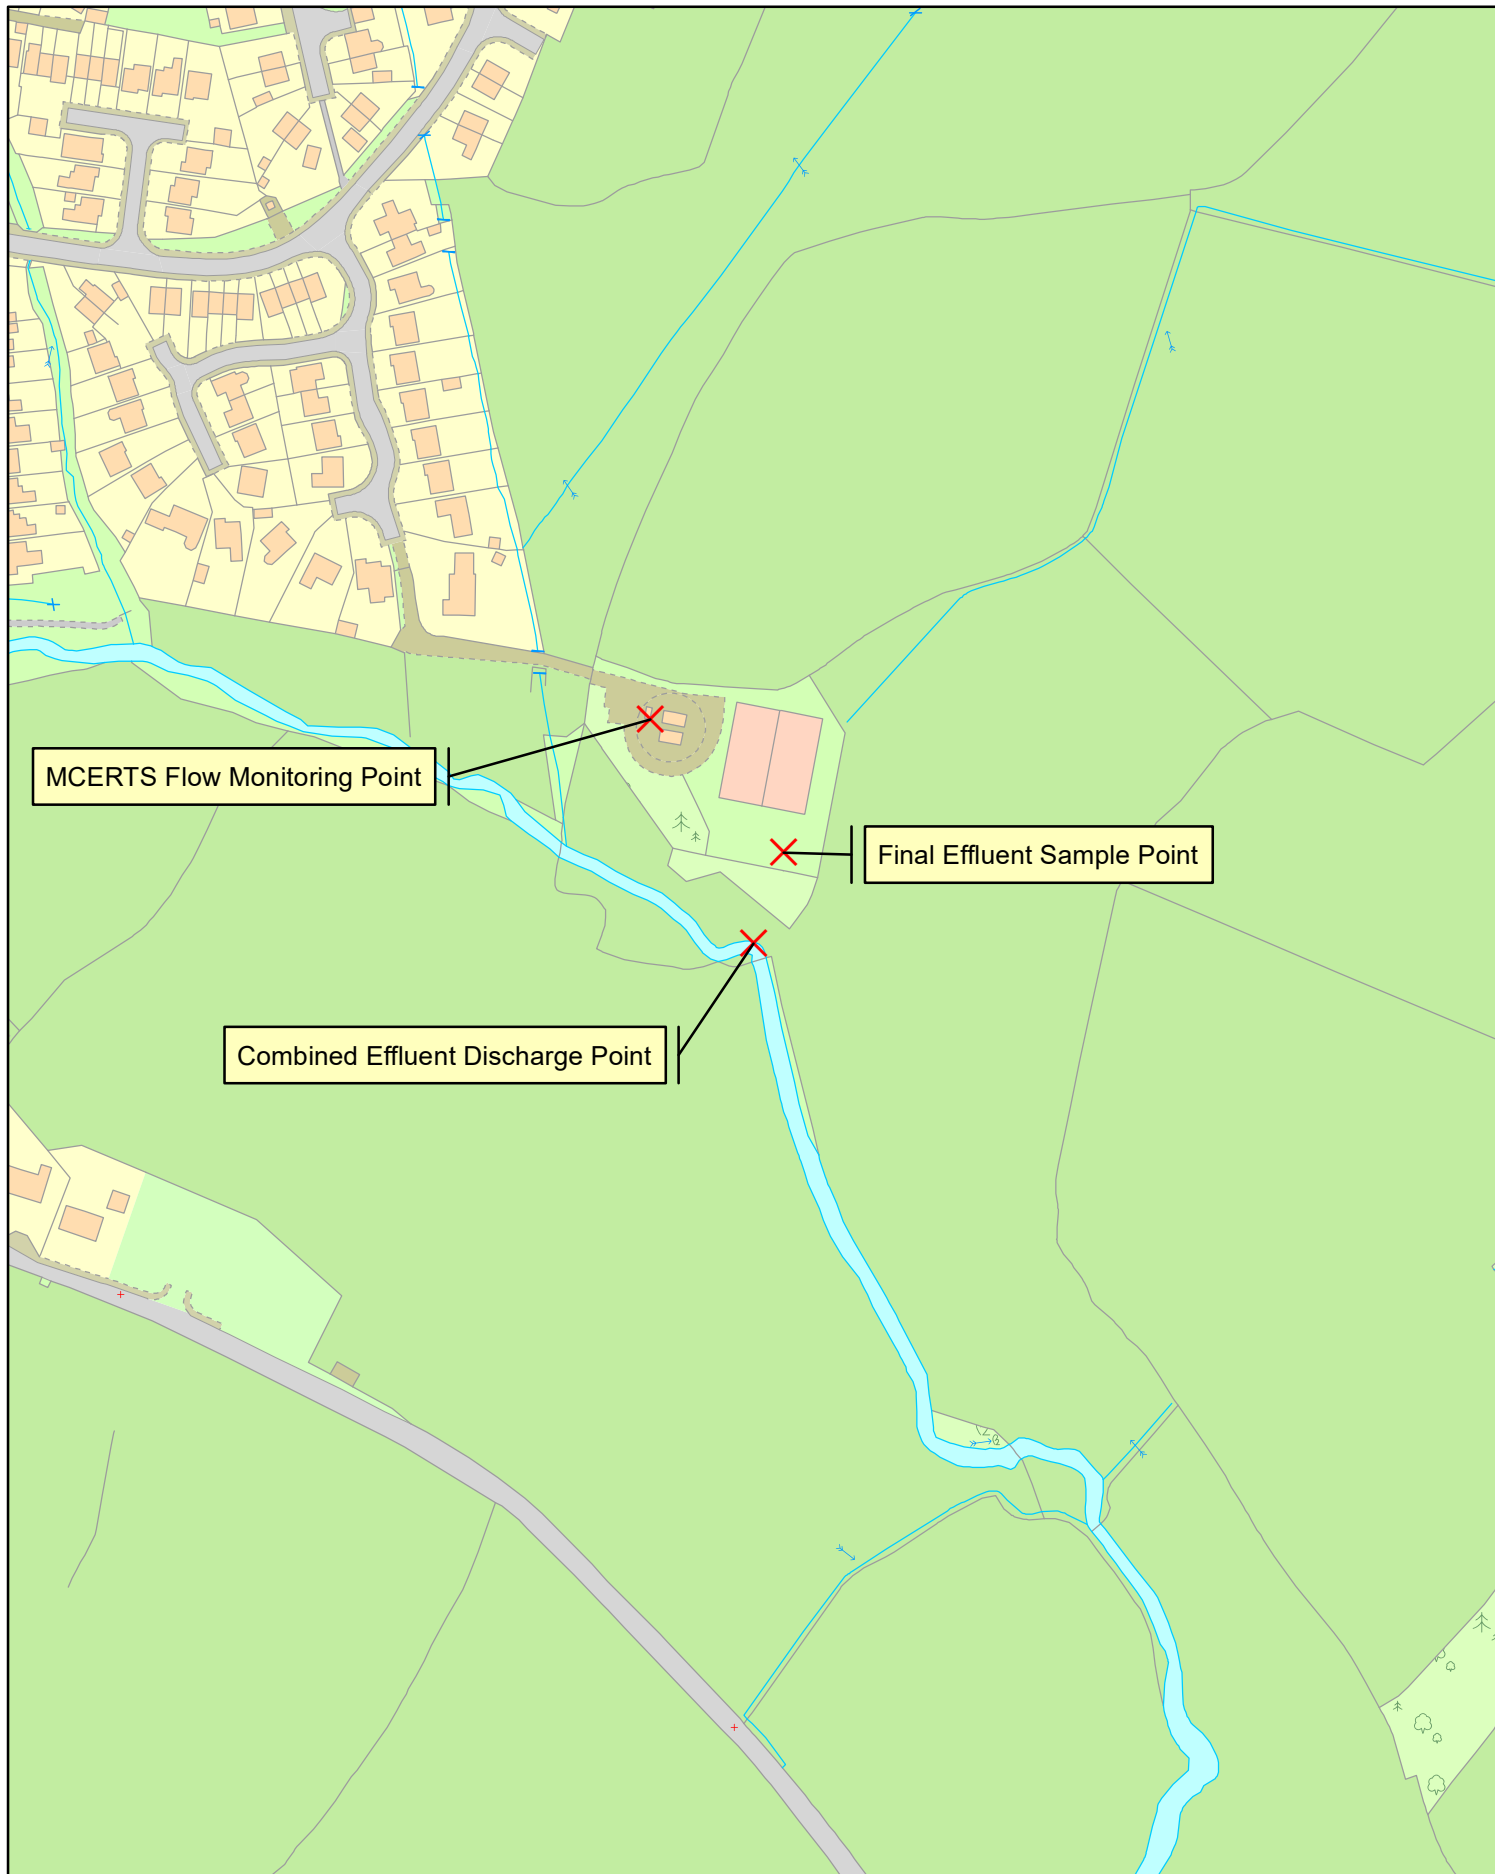 MCERTS Flow Monitoring Point
Final Effluent Sample Point
Combined Effluent Discharge Point